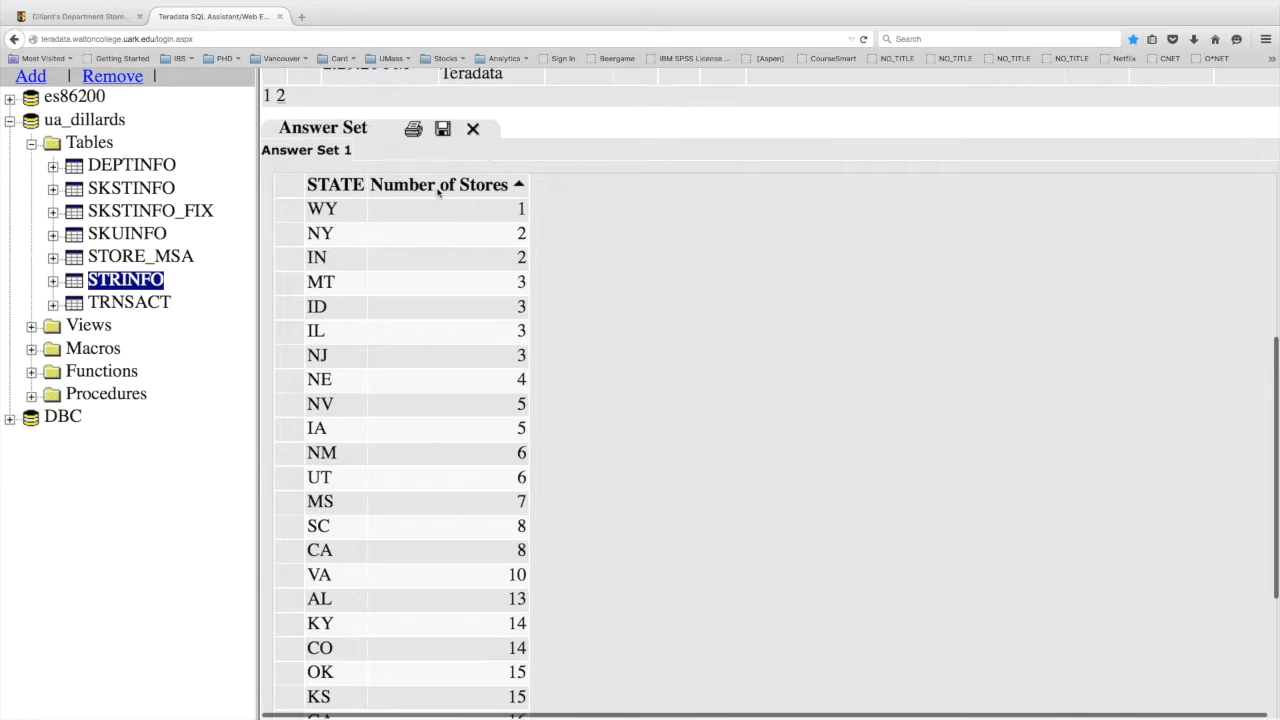 Dillard's Department Store... × Teradata SQL Assistant/Web E... × +
teradata.waltoncollege.uark.edu/login.aspx Search
Most Visited Getting Started IBS PHD Vancouver Card UMass Stocks Analytics Sign In Beergame IBM SPSS License ... [Aspen] CourseSmart NO_TITLE NO_TITLE NO_TITLE NO_TITLE Netflix CNET O*NET »
Add | Remove |
es86200
ua_dillards
Tables
DEPTINFO
SKSTINFO
SKSTINFO_FIX
SKUINFO
STORE_MSA
STRINFO
TRNSACT
Views
Macros
Functions
Procedures
DBC
Teradata
1 2
Answer Set
Answer Set 1
STATE Number of Stores
WY 1
NY 2
IN 2
MT 3
ID 3
IL 3
NJ 3
NE 4
NV 5
IA 5
NM 6
UT 6
MS 7
SC 8
CA 8
VA 10
AL 13
KY 14
CO 14
OK 15
KS 15